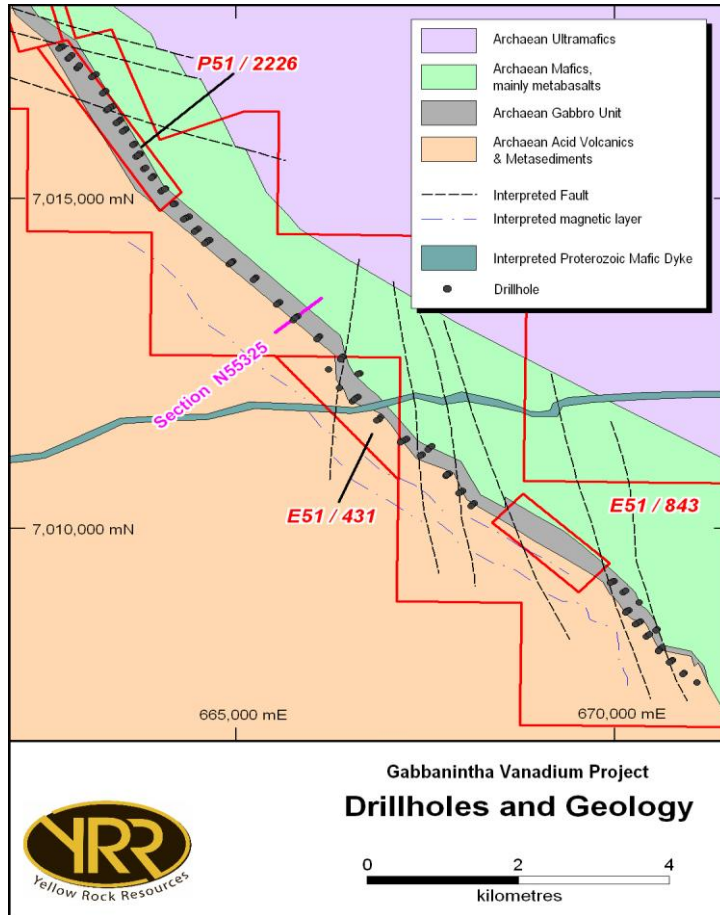 P51 / 2226
Archaean Ultramafics
Archaean Mafics,
mainly metabasalts
Archaean Gabbro Unit
Archaean Acid Volcanics
& Metasediments
Interpreted Fault
Interpreted magnetic layer
Interpreted Proterozoic Mafic Dyke
Drillhole
7,015,000 mN
Section N55325
E51 / 431
E51 / 843
7,010,000 mN
665,000 mE
670,000 mE
Gabbanintha Vanadium Project
Drillholes and Geology
YRR
Yellow Rock Resources
0 2 4
kilometres